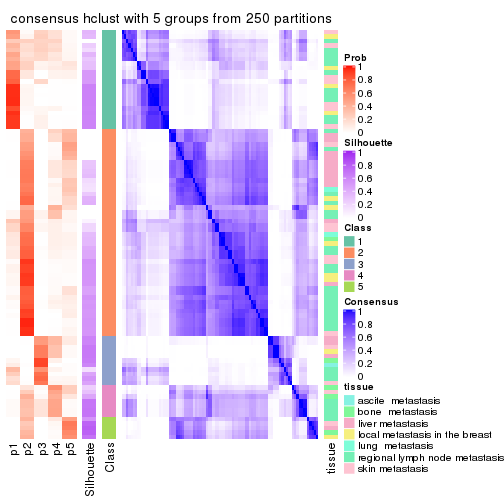 consensus hclust with 5 groups from 250 partitions
Prob
1
0.8
0.6
0.4
0.2
0
Silhouette
1
0.8
0.6
0.4
0.2
0
Class
1
2
3
4
5
Consensus
1
0.8
0.6
0.4
0.2
0
tissue
ascite metastasis
bone metastasis
liver metastasis
local metastasis in the breast
lung metastasis
regional lymph node metastasis
skin metastasis
p1
p2
p3
p4
p5
Silhouette
Class
tissue